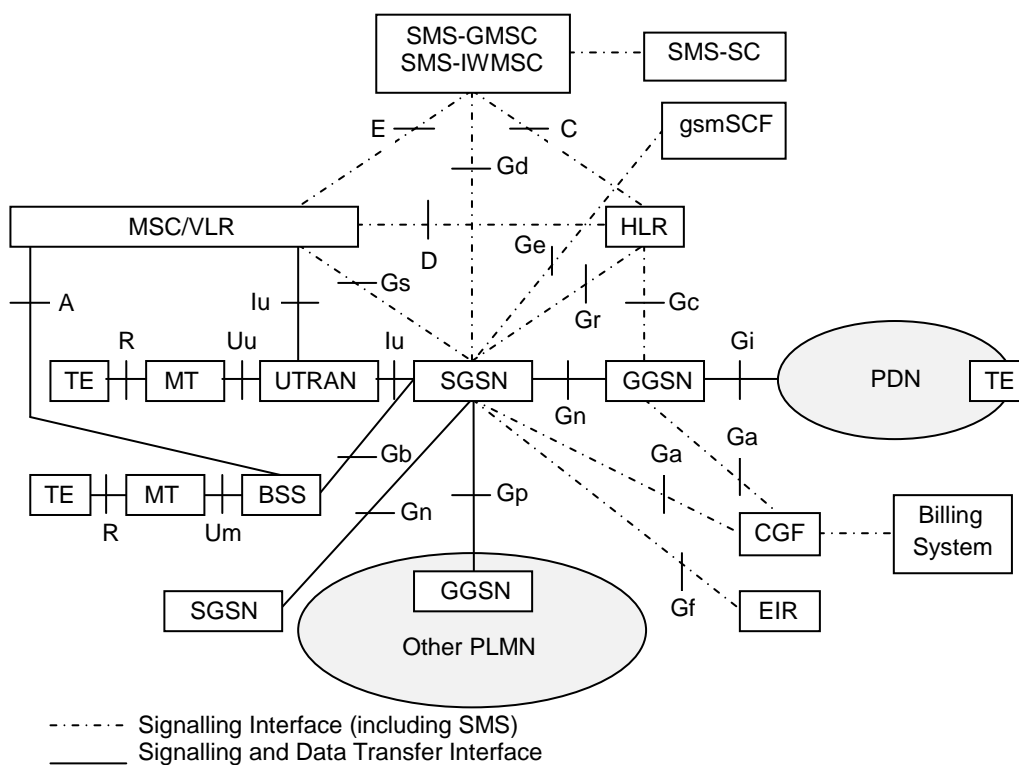 SMS-GMSC
SMS-IWMSC
SMS-SC
gsmSCF
E
C
Gd
MSC/VLR
HLR
D
Ge
Gs
A
Iu
Gr
Gc
R
Uu
Iu
Gi
TE
MT
UTRAN
SGSN
GGSN
PDN
TE
Gn
Gb
Ga
Ga
TE
MT
BSS
Gn
Gp
R
Um
CGF
Billing
System
SGSN
GGSN
Gf
EIR
Other PLMN
Signalling Interface (including SMS)
Signalling and Data Transfer Interface